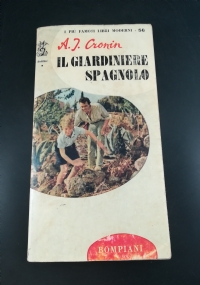 I PIÙ FAMOSI LIBRI MODERNI - 56
A. J. Cronin
IL GIARDINIERE
SPAGNOLO
BOMPIANI